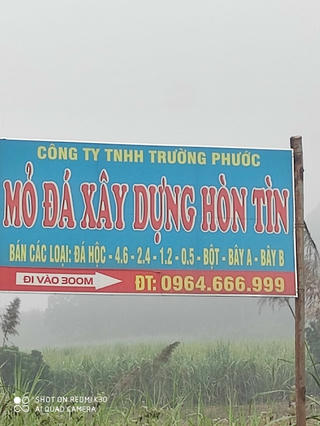 CÔNG TY TNHH TRƯỜNG PHƯỚC
MỎ ĐÁ XÂY DỰNG HÒN TÌN
BÁN CÁC LOẠI: ĐÁ HỘC - 4.6 - 2.4 - 1.2 - 0.5 - BỘT - BÂY A - BÂY B
ĐI VÀO 300M
ĐT: 0964.666.999
SHOT ON REDMI K30
AI QUAD CAMERA